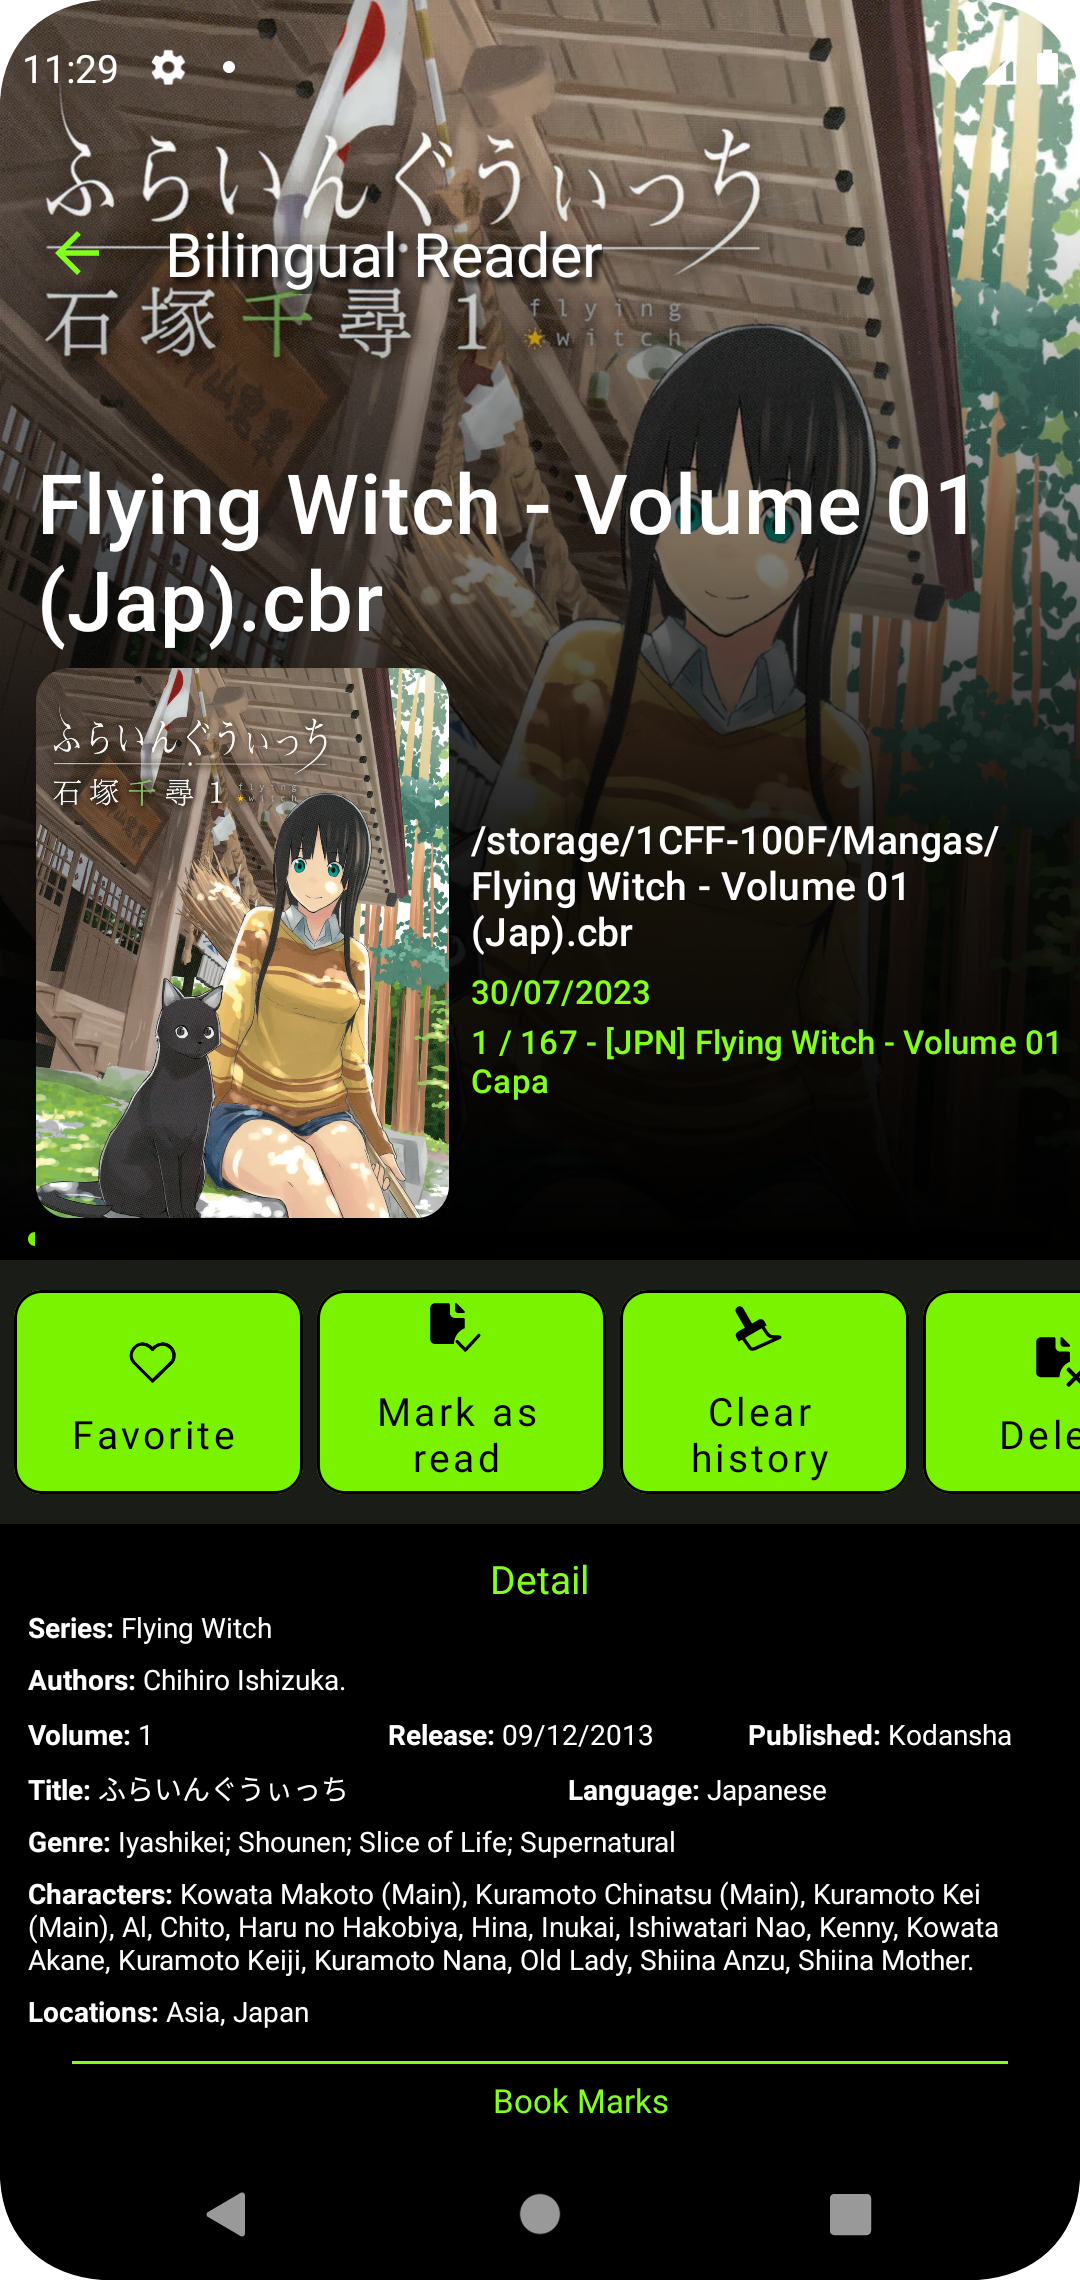 11:29
ふらいんぐうぃっち
Bilingual Reader
石塚千尋 1 flying
witch
Flying Witch - Volume 01
(Jap).cbr
ふらいんぐうぃっち
石塚千尋 1 flying
witch
/storage/1CFF-100F/Mangas/
Flying Witch - Volume 01
(Jap).cbr
30/07/2023
1 / 167 - [JPN] Flying Witch - Volume 01
Capa
Favorite
Mark as
read
Clear
history
Dele
Detail
Series: Flying Witch
Authors: Chihiro Ishizuka.
Volume: 1 Release: 09/12/2013 Published: Kodansha
Title: ふらいんぐうぃっち Language: Japanese
Genre: Iyashikei; Shounen; Slice of Life; Supernatural
Characters: Kowata Makoto (Main), Kuramoto Chinatsu (Main), Kuramoto Kei
(Main), Al, Chito, Haru no Hakobiya, Hina, Inukai, Ishiwatari Nao, Kenny, Kowata
Akane, Kuramoto Keiji, Kuramoto Nana, Old Lady, Shiina Anzu, Shiina Mother.
Locations: Asia, Japan
Book Marks